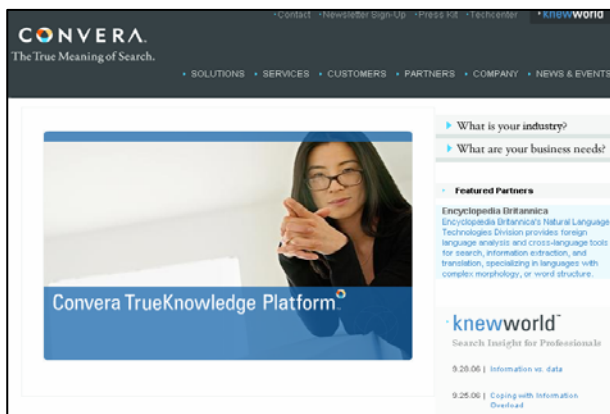 Contact Newsletter Sign-Up Press Kit Techcenter knewworld
CONVERA.
The True Meaning of Search.
SOLUTIONS SERVICES CUSTOMERS PARTNERS COMPANY NEWS & EVENTS
What is your industry?
What are your business needs?
Featured Partners
Encyclopedia Britannica
Encyclopædia Britannica's Natural Language
Technologies Division provides foreign
language analysis and cross-language tools
for search, information extraction, and
translation, specializing in languages with
complex morphology, or word structure.
Convera TrueKnowledge Platform
knewworld™
Search Insight for Professionals
9.28.06 | Information vs. data
9.25.06 | Coping with Information
Overload